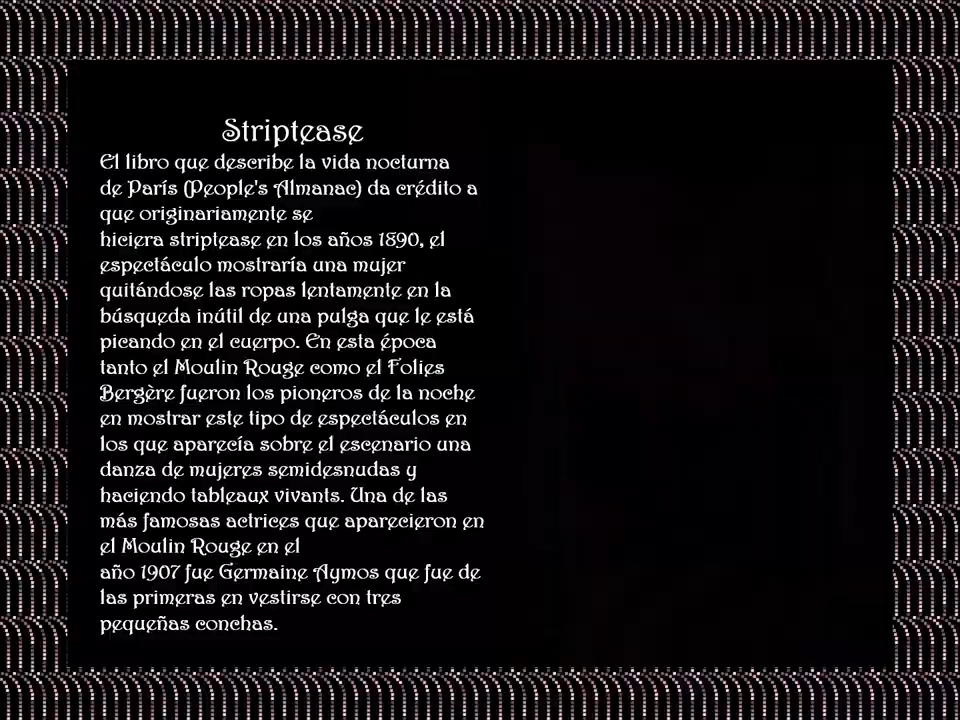 Striptease
El libro que describe la vida nocturna
de París (People's Almanac) da crédito a
que originariamente se
hiciera striptease en los años 1890, el
espectáculo mostraría una mujer
quitándose las ropas lentamente en la
búsqueda inútil de una pulga que le está
picando en el cuerpo. En esta época
tanto el Moulin Rouge como el Folies
Bergère fueron los pioneros de la noche
en mostrar este tipo de espectáculos en
los que aparecía sobre el escenario una
danza de mujeres semidesnudas y
haciendo tableaux vivants. Una de las
más famosas actrices que aparecieron en
el Moulin Rouge en el
año 1907 fue Germaine Aymos que fue de
las primeras en vestirse con tres
pequeñas conchas.